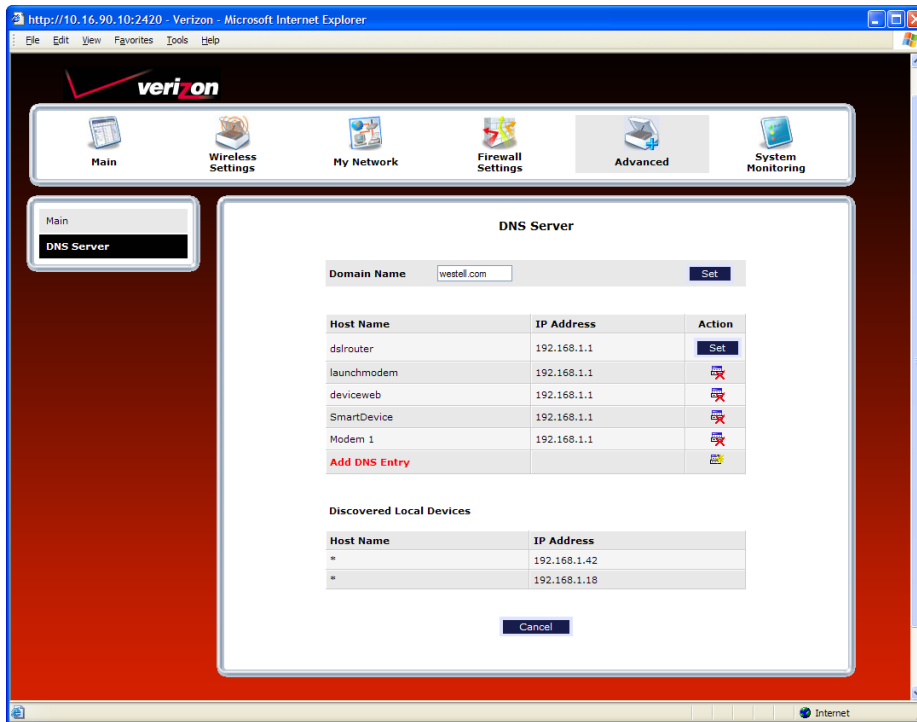 http://10.16.90.10:2420 - Verizon - Microsoft Internet Explorer
File Edit View Favorites Tools Help
verizon
Main
Wireless Settings
My Network
Firewall Settings
Advanced
System Monitoring
Main
DNS Server
DNS Server
Domain Name westell.com Set
Host Name IP Address Action
dslrouter 192.168.1.1 Set
launchmodem 192.168.1.1
deviceweb 192.168.1.1
SmartDevice 192.168.1.1
Modem 1 192.168.1.1
Add DNS Entry
Discovered Local Devices
Host Name IP Address
* 192.168.1.42
* 192.168.1.18
Cancel
Internet